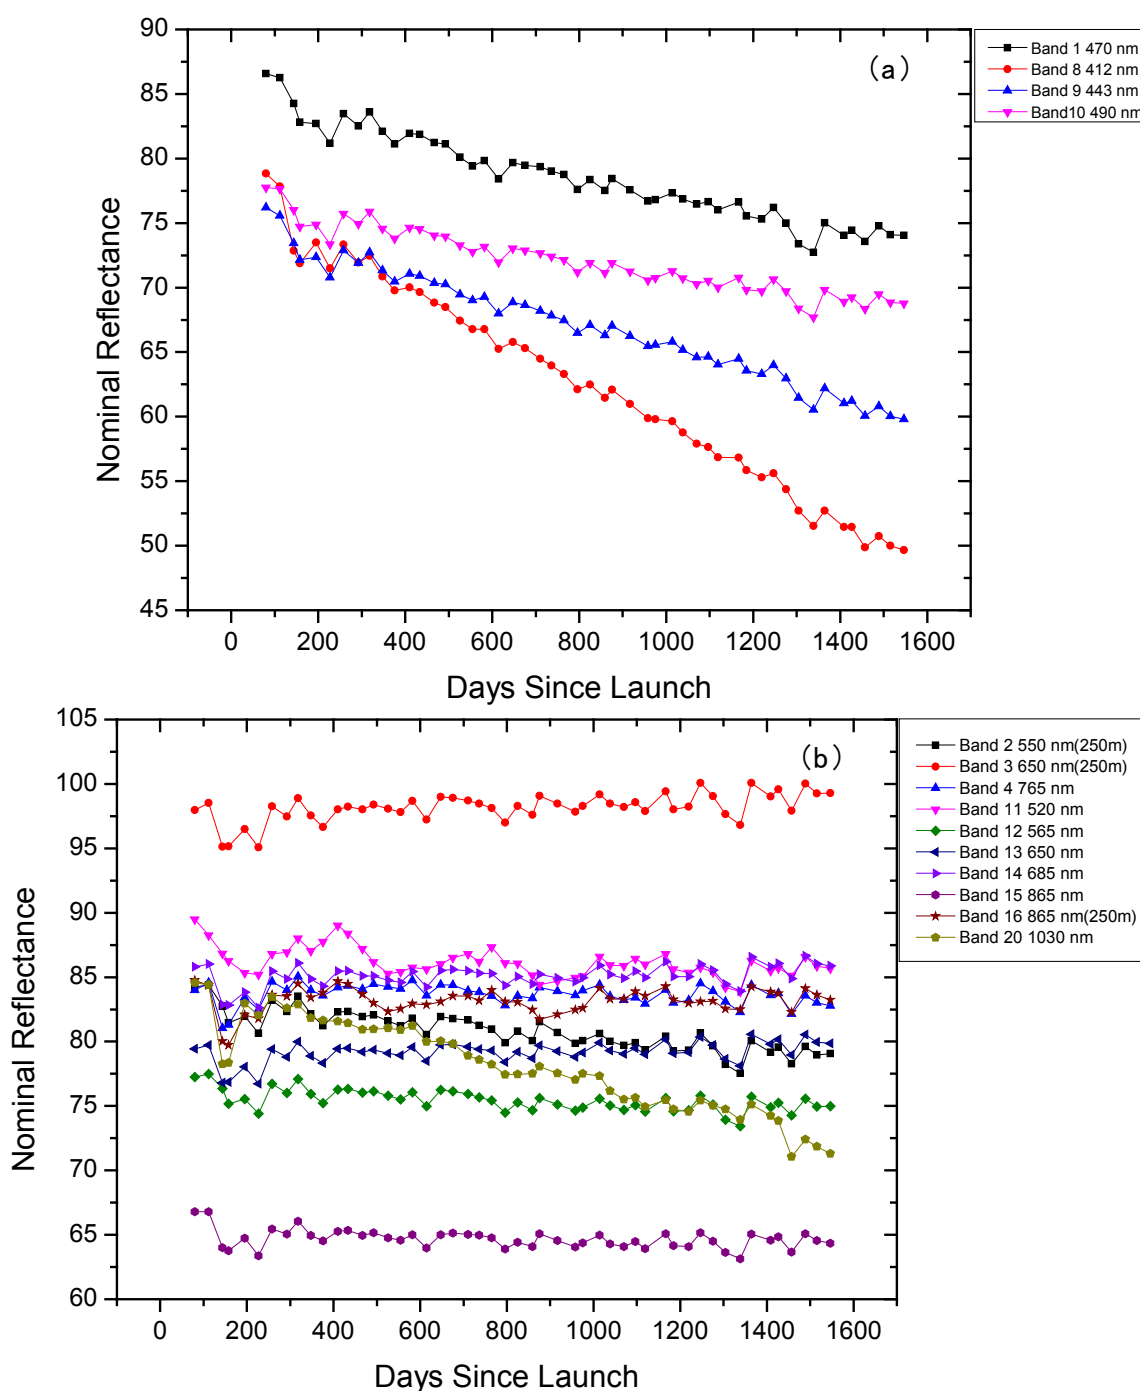 90
85
80
75
70
65
60
55
50
45
0 200 400 600 800 1000 1200 1400 1600
Nominal Reflectance
Days Since Launch
(a)
Band 1 470 nm
Band 8 412 nm
Band 9 443 nm
Band10 490 nm
105
100
95
90
85
80
75
70
65
60
0 200 400 600 800 1000 1200 1400 1600
Nominal Reflectance
Days Since Launch
(b)
Band 2 550 nm(250m)
Band 3 650 nm(250m)
Band 4 765 nm
Band 11 520 nm
Band 12 565 nm
Band 13 650 nm
Band 14 685 nm
Band 15 865 nm
Band 16 865 nm(250m)
Band 20 1030 nm